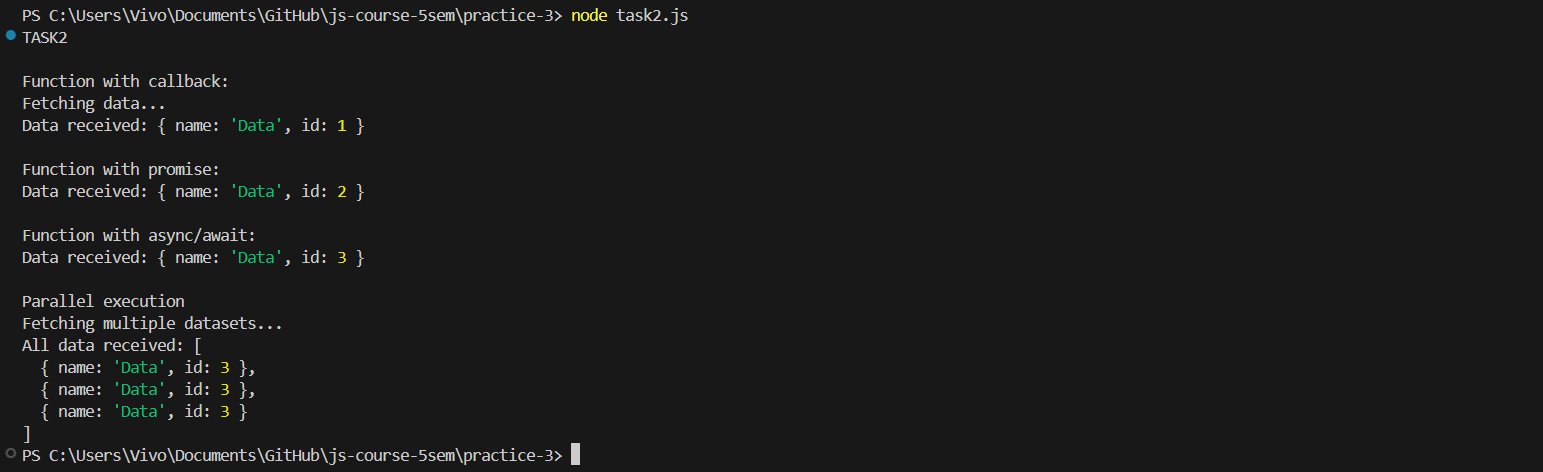 PS C:\Users\Vivo\Documents\GitHub\js-course-5sem\practice-3> node task2.js
TASK2
Function with callback:
Fetching data...
Data received: { name: 'Data', id: 1 }
Function with promise:
Data received: { name: 'Data', id: 2 }
Function with async/await:
Data received: { name: 'Data', id: 3 }
Parallel execution
Fetching multiple datasets...
All data received: [
  { name: 'Data', id: 3 },
  { name: 'Data', id: 3 },
  { name: 'Data', id: 3 }
]
PS C:\Users\Vivo\Documents\GitHub\js-course-5sem\practice-3>